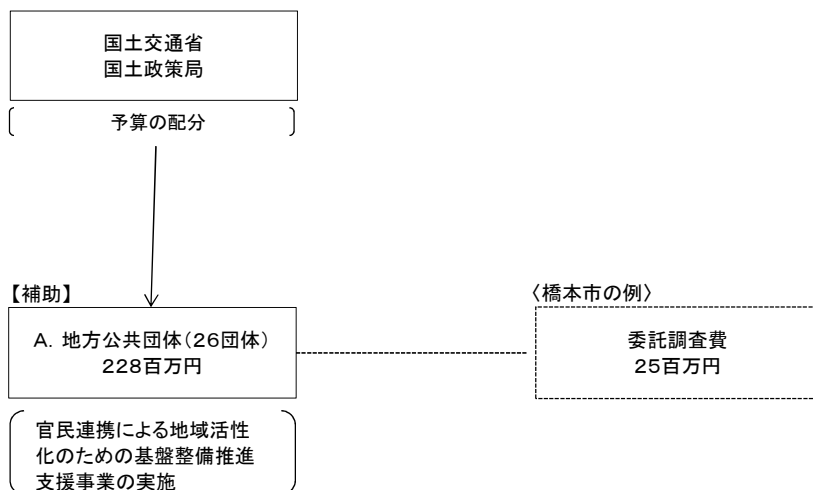 国土交通省
国土政策局
予算の配分
【補助】
〈橋本市の例〉
A. 地方公共団体(26団体)
228百万円
委託調査費
25百万円
官民連携による地域活性
化のための基盤整備推進
支援事業の実施